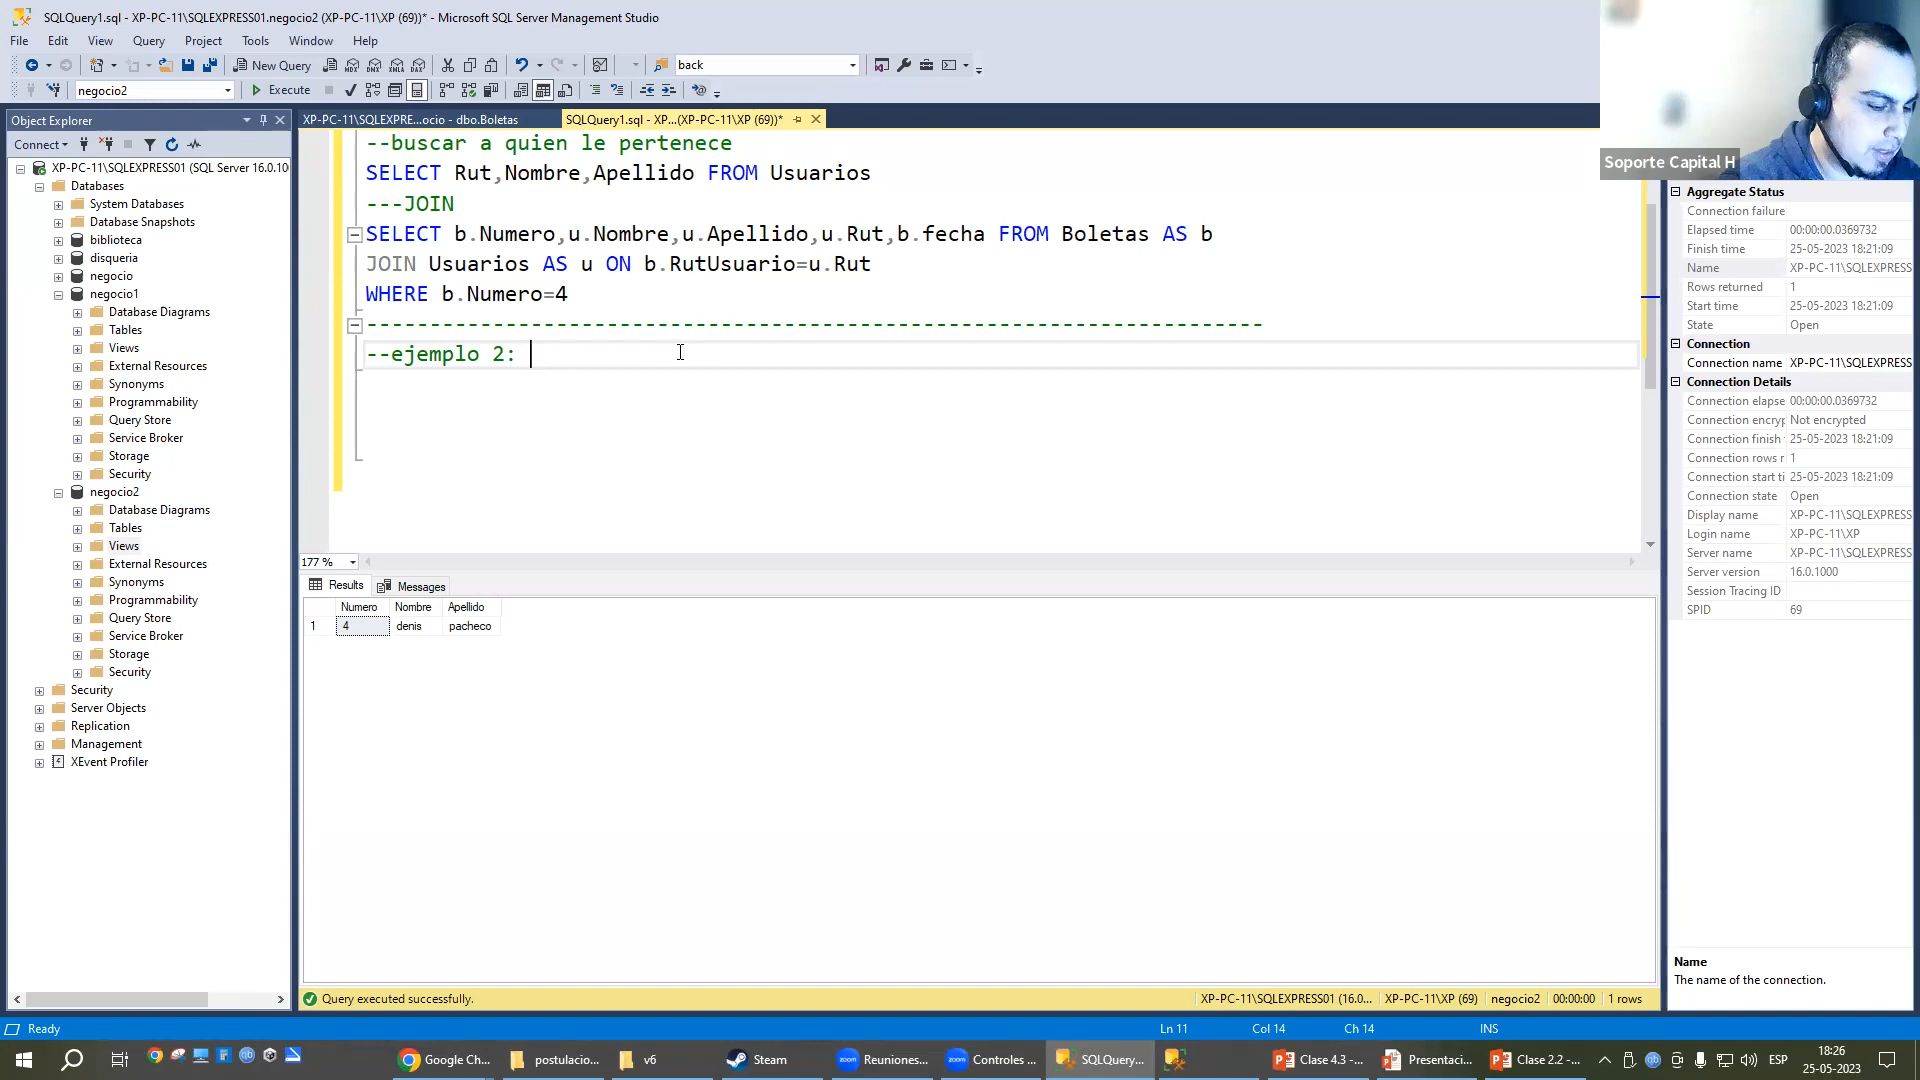 SQLQuery1.sql - XP-PC-11\SQLEXPRESS01.negocio2 (XP-PC-11\XP (69))* - Microsoft SQL Server Management Studio
File Edit View Query Project Tools Window Help
New Query back
negocio2 Execute
Object Explorer
Connect
XP-PC-11\SQLEXPRESS01 (SQL Server 16.0.10
Databases
System Databases
Database Snapshots
biblioteca
disqueria
negocio
negocio1
Database Diagrams
Tables
Views
External Resources
Synonyms
Programmability
Query Store
Service Broker
Storage
Security
negocio2
Database Diagrams
Tables
Views
External Resources
Synonyms
Programmability
Query Store
Service Broker
Storage
Security
Security
Server Objects
Replication
Management
XEvent Profiler
XP-PC-11\SQLEXPRE...ocio - dbo.Boletas
SQLQuery1.sql - XP...(XP-PC-11\XP (69))*
--buscar a quien le pertenece
SELECT Rut,Nombre,Apellido FROM Usuarios
---JOIN
SELECT b.Numero,u.Nombre,u.Apellido,u.Rut,b.fecha FROM Boletas AS b
JOIN Usuarios AS u ON b.RutUsuario=u.Rut
WHERE b.Numero=4
-----------------------------------------------------------------------
--ejemplo 2:
177 %
Results Messages
Numero Nombre Apellido
1 4 denis pacheco
Query executed successfully. XP-PC-11\SQLEXPRESS01 (16.0... XP-PC-11\XP (69) negocio2 00:00:00 1 rows
Soporte Capital H
Aggregate Status
Connection failure
Elapsed time 00:00:00.0369732
Finish time 25-05-2023 18:21:09
Name XP-PC-11\SQLEXPRESS
Rows returned 1
Start time 25-05-2023 18:21:09
State Open
Connection
Connection name XP-PC-11\SQLEXPRESS
Connection Details
Connection elapse 00:00:00.0369732
Connection encryp Not encrypted
Connection finish 25-05-2023 18:21:09
Connection rows r 1
Connection start ti 25-05-2023 18:21:09
Connection state Open
Display name XP-PC-11\SQLEXPRESS
Login name XP-PC-11\XP
Server name XP-PC-11\SQLEXPRESS
Server version 16.0.1000
Session Tracing ID
SPID 69
Name
The name of the connection.
Ready Ln 11 Col 14 Ch 14 INS
Google Ch... postulacio... v6 Steam Reuniones... Controles ... SQLQuery... Clase 4.3 -... Presentaci... Clase 2.2 -... ESP 18:26
25-05-2023